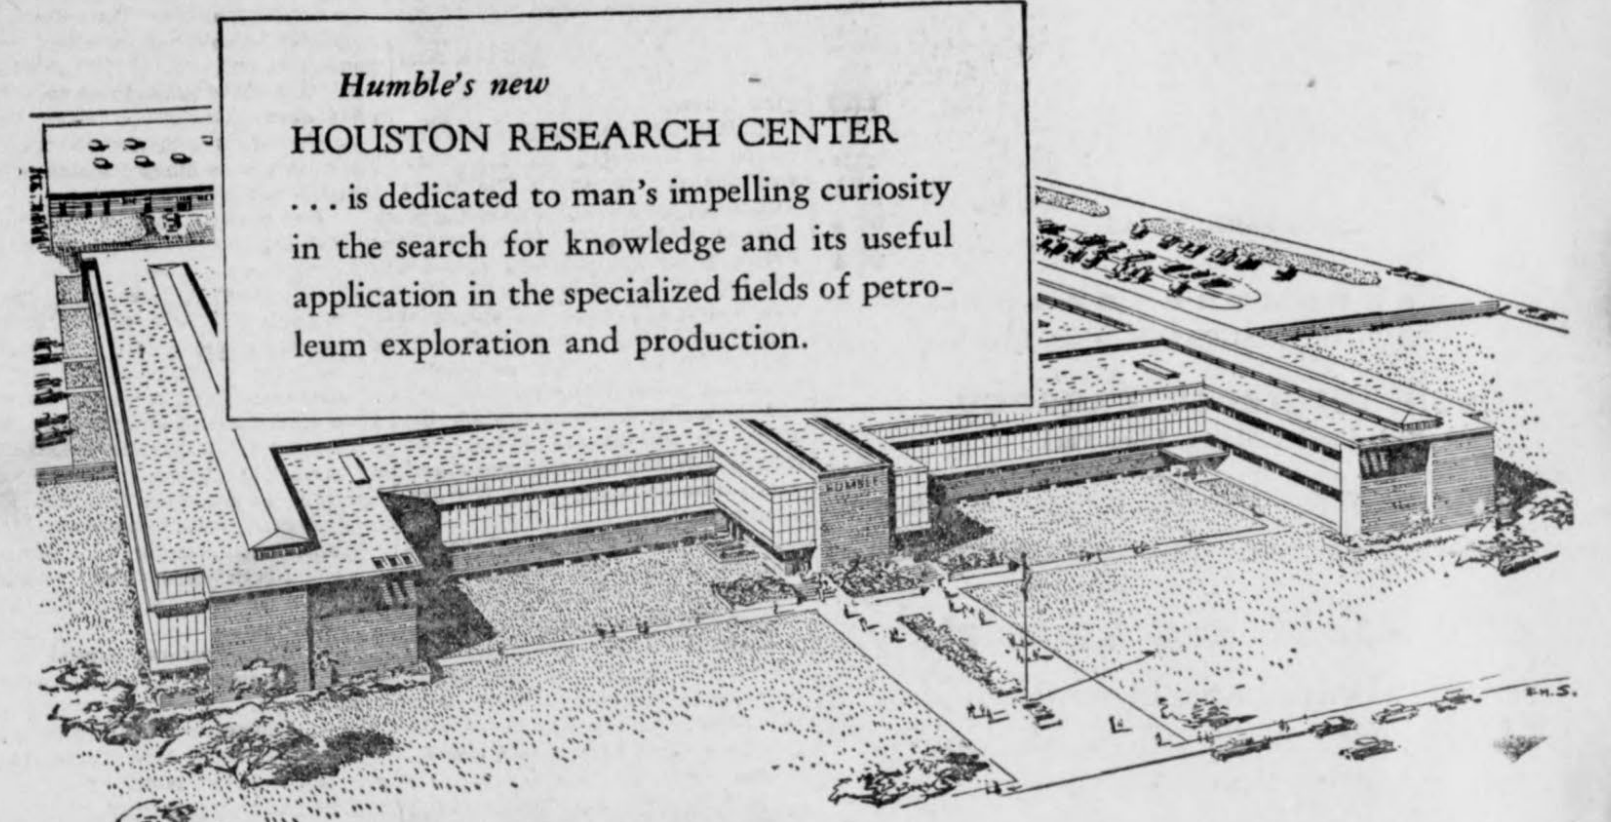 Humble's new
HOUSTON RESEARCH CENTER
... is dedicated to man's impelling curiosity
in the search for knowledge and its useful
application in the specialized fields of petro-
leum exploration and production.
HUMBLE